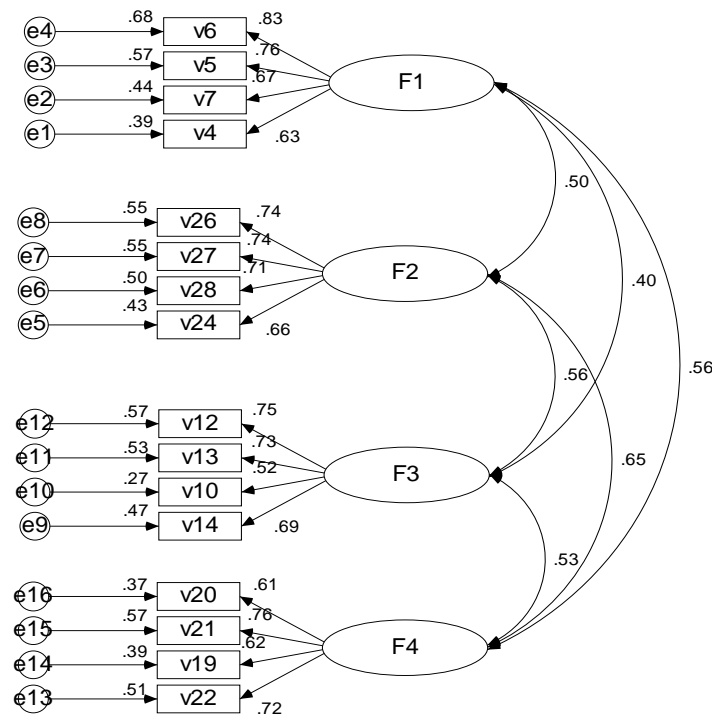 e4 .68 v6 .83
e3 .57 v5 .76
F1
e2 .44 v7 .67
e1 .39 v4 .63
.50
e8 .55 v26 .74
e7 .55 v27 .74
F2
e6 .50 v28 .71
.40
e5 .43 v24 .66
.56
.56
e12 .57 v12 .75
e11 .53 v13 .73
.65
F3
e10 .27 v10 .52
e9 .47 v14 .69
.53
e16 .37 v20 .61
e15 .57 v21 .76
F4
e14 .39 v19 .62
e13 .51 v22 .72